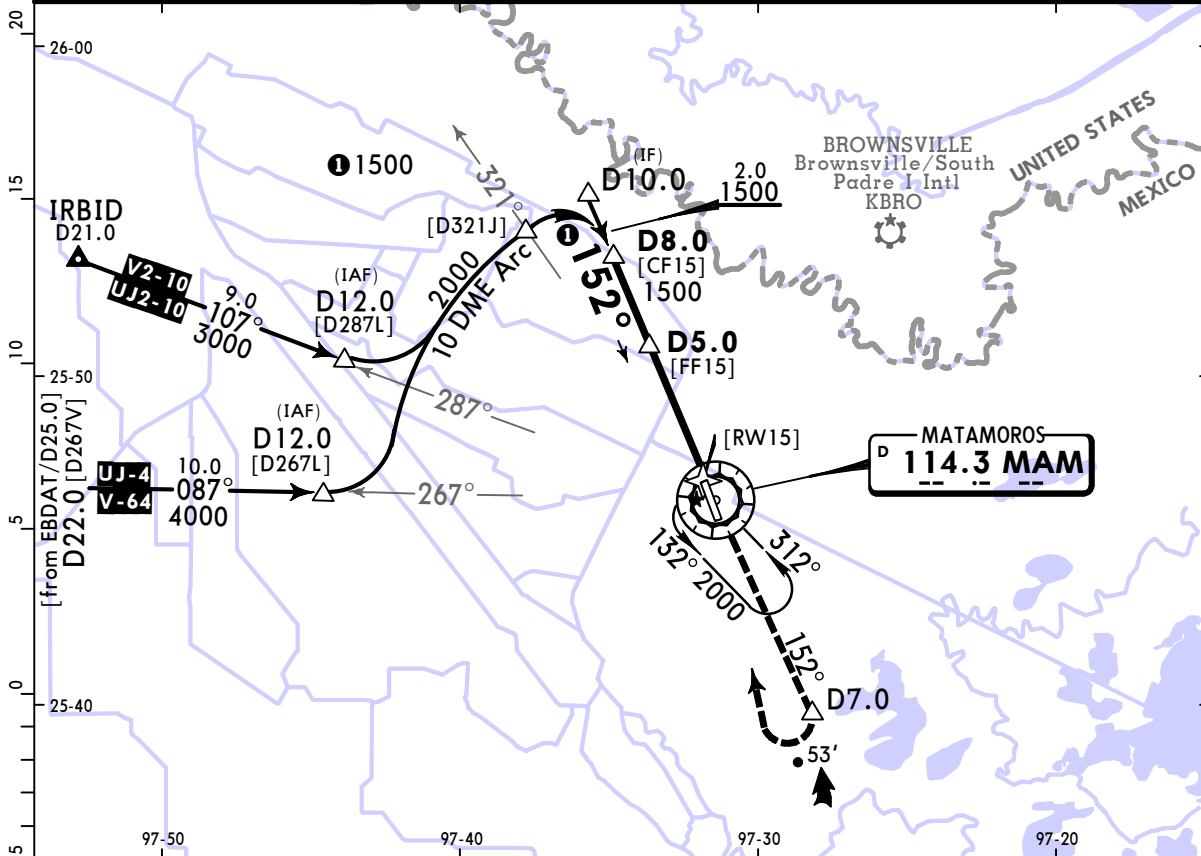 20
26-00
UNITED STATES
MEXICO
BROWNSVILLE
Brownsville/South
Padre I Intl
KBRO
❶ 1500
321°
(IF)
D10.0
2.0
1500
15
IRBID
D21.0
[D321J]
❶
152°
D8.0
[CF15]
1500
V2-10
UJ2-10
9.0
107°
3000
(IAF)
D12.0
[D287L]
2000
10 DME Arc
D5.0
[FF15]
10
25-50
287°
(IAF)
D12.0
[D267L]
[from EBDAT/D25.0]
D22.0 [D267V]
UJ-4
V-64
10.0
087°
4000
267°
[RW15]
MATAMOROS
D 114.3 MAM
5
132° 2000
312°
152°
0
25-40
D7.0
53'
5
97-50
97-40
97-30
97-20